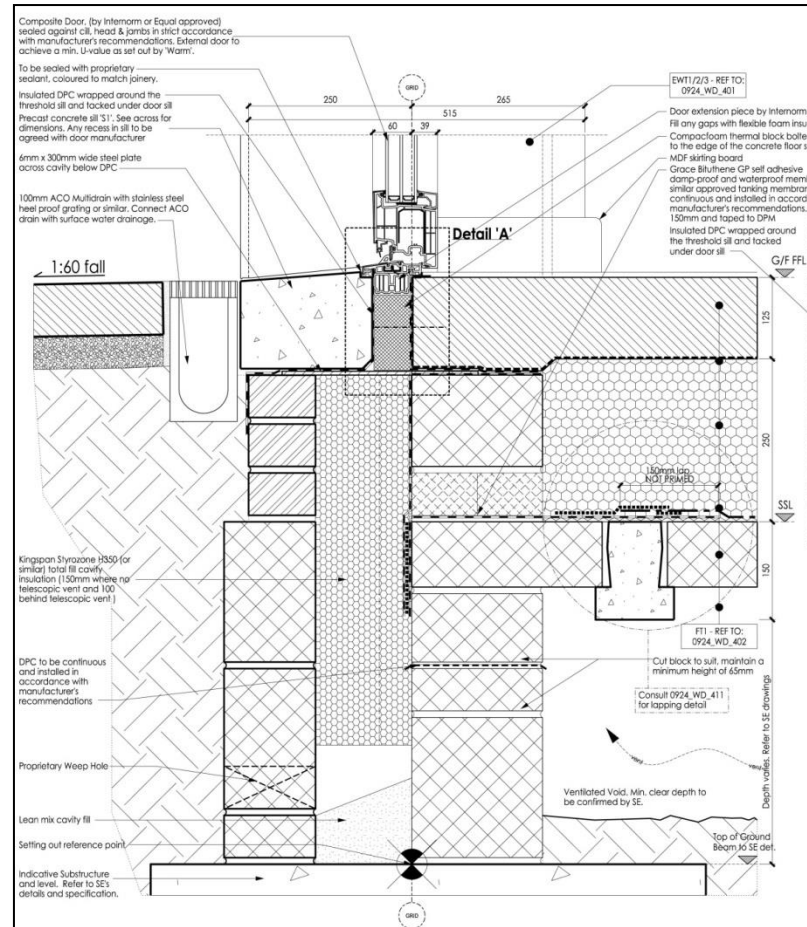 Composite Door. (by Internorm or Equal approved)
sealed against cill, head & jambs in strict accordance
with manufacturer's recommendations. External door to
achieve a min. U-value as set out by 'Warm'.
To be sealed with proprietary
sealant, coloured to match joinery.
Insulated DPC wrapped around the
threshold sill and tacked under door sill
Precast concrete sill 'S1'. See across for
dimensions. Any recess in sill to be
agreed with door manufacturer
6mm x 300mm wide steel plate
across cavity below DPC
100mm ACO Multidrain with stainless steel
heel proof grating or similar. Connect ACO
drain with surface water drainage.
1:60 fall
Kingspan Styrozone H350 (or
similar) total fill cavity
insulation (150mm where no
telescopic vent and 100
behind telescopic vent )
DPC to be continuous
and installed in
accordance with
manufacturer's
recommendations
Proprietary Weep Hole
Lean mix cavity fill
Setting out reference point
Indicative Substructure
and level. Refer to SE's
details and specification.
GRID
250
265
515
60
39
Detail 'A'
EWT1/2/3 - REF TO:
0924_WD_401
Door extension piece by Internorm
Fill any gaps with flexible foam insu
Compacfoam thermal block bolte
to the edge of the concrete floor s
MDF skirting board
Grace Bituthene GP self adhesive
damp-proof and waterproof memb
similar approved tanking membran
continuous and installed in accord
manufacturer's recommendations.
150mm and taped to DPM
Insulated DPC wrapped around
the threshold sill and tacked
under door sill
G/F FFL
125
250
150mm lap.
NOT PRIMED
SSL
150
FT1 - REF TO:
0924_WD_402
Cut block to suit, maintain a
minimum height of 65mm
Consult 0924_WD_411
for lapping detail
Depth varies. Refer to SE drawings
Ventilated Void. Min. clear depth to
be confirmed by SE.
Top of Ground
Beam to SE det.
GRID